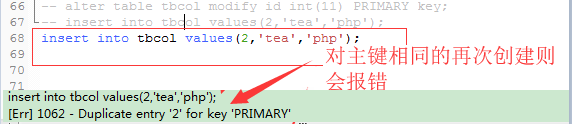 66 -- alter table tbcol modify id int(11) PRIMARY key;
67 -- insert into tbcol values(2,'tea','php');
68 insert into tbcol values(2,'tea','php');
69
70
71
对主键相同的再次创建则
会报错
insert into tbcol values(2,'tea','php');
[Err] 1062 - Duplicate entry '2' for key 'PRIMARY'